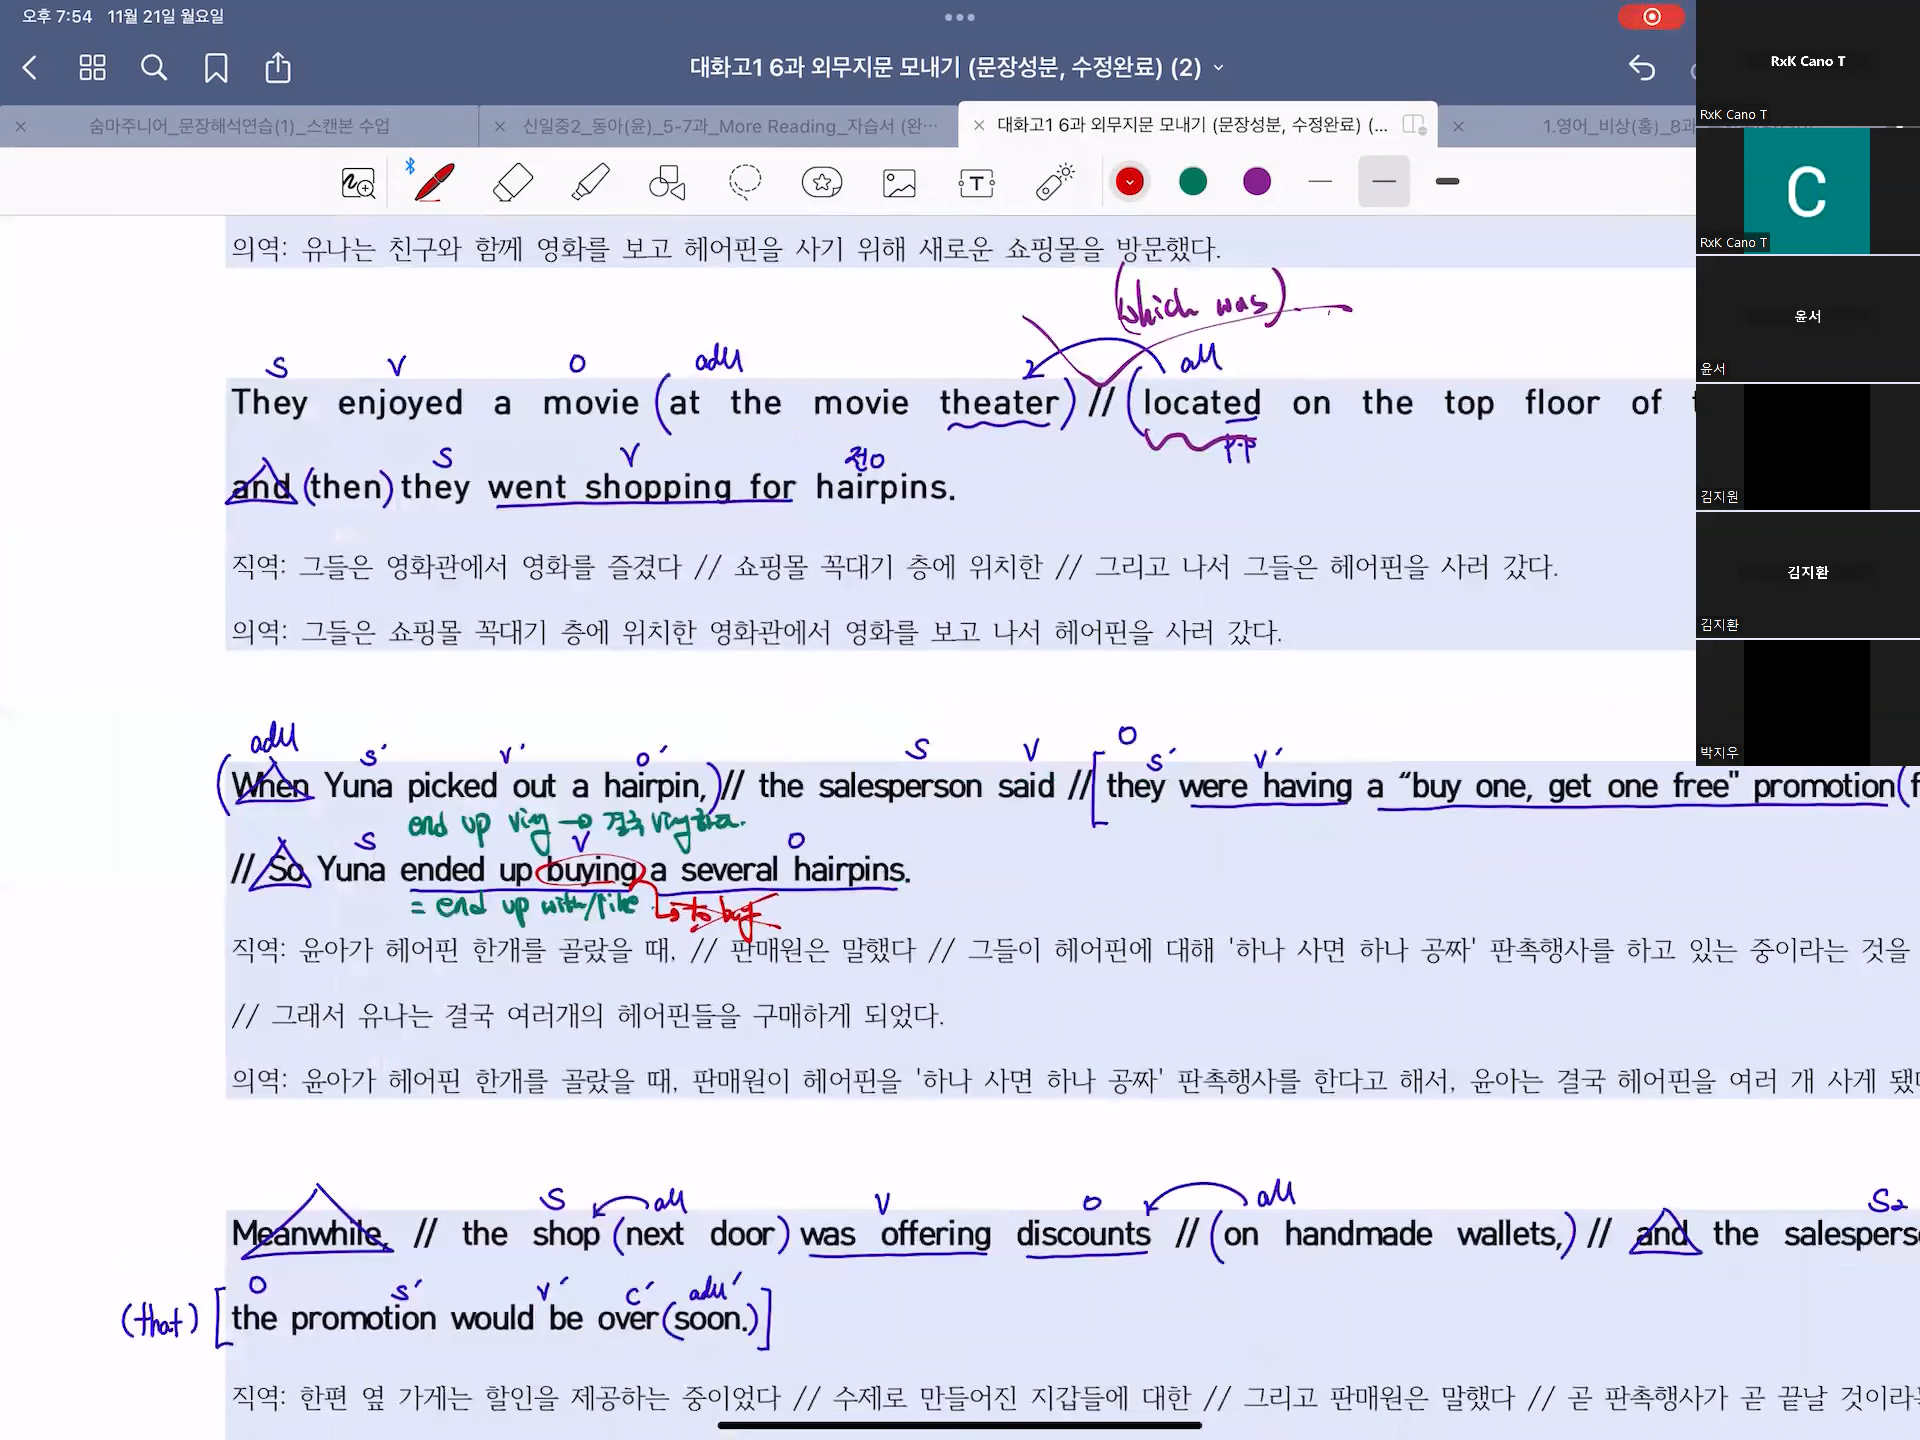 오후 7:54 11월 21일 월요일
대화고1 6과 외무지문 모내기 (문장성분, 수정완료) (2)
숨마주니어_문장해석연습(1)_스캔본 수업
신일중2_동아(윤)_5-7과_More Reading_자습서 (완…
대화고1 6과 외무지문 모내기 (문장성분, 수정완료) (…
1.영어_비상(홍)_8과
RxK Cano T
RxK Cano T
C
RxK Cano T
윤서
윤서
김지원
김지환
김지환
박지우
의역: 유나는 친구와 함께 영화를 보고 헤어핀을 사기 위해 새로운 쇼핑몰을 방문했다.
(which was)
S V O
They enjoyed a movie (at the movie theater) // (located on the top floor of
p.p
S V 전O
and (then) they went shopping for hairpins.
직역: 그들은 영화관에서 영화를 즐겼다 // 쇼핑몰 꼭대기 층에 위치한 // 그리고 나서 그들은 헤어핀을 사러 갔다.
의역: 그들은 쇼핑몰 꼭대기 층에 위치한 영화관에서 영화를 보고 나서 헤어핀을 사러 갔다.
S' V' O' S V O S' V'
(When Yuna picked out a hairpin,) // the salesperson said // [they were having a “buy one, get one free" promotion (f
end up ving → 결국 ving하다.
S V O
// So Yuna ended up buying a several hairpins.
= end up with
to buy
직역: 윤아가 헤어핀 한개를 골랐을 때, // 판매원은 말했다 // 그들이 헤어핀에 대해 '하나 사면 하나 공짜' 판촉행사를 하고 있는 중이라는 것을
// 그래서 유나는 결국 여러개의 헤어핀들을 구매하게 되었다.
의역: 윤아가 헤어핀 한개를 골랐을 때, 판매원이 헤어핀을 '하나 사면 하나 공짜' 판촉행사를 한다고 해서, 윤아는 결국 헤어핀을 여러 개 사게 됐
S V O S2
Meanwhile, // the shop (next door) was offering discounts // (on handmade wallets,) // and the salespers
O S' V' C'
(that) [the promotion would be over (soon.)]
직역: 한편 옆 가게는 할인을 제공하는 중이었다 // 수제로 만들어진 지갑들에 대한 // 그리고 판매원은 말했다 // 곧 판촉행사가 곧 끝날 것이라